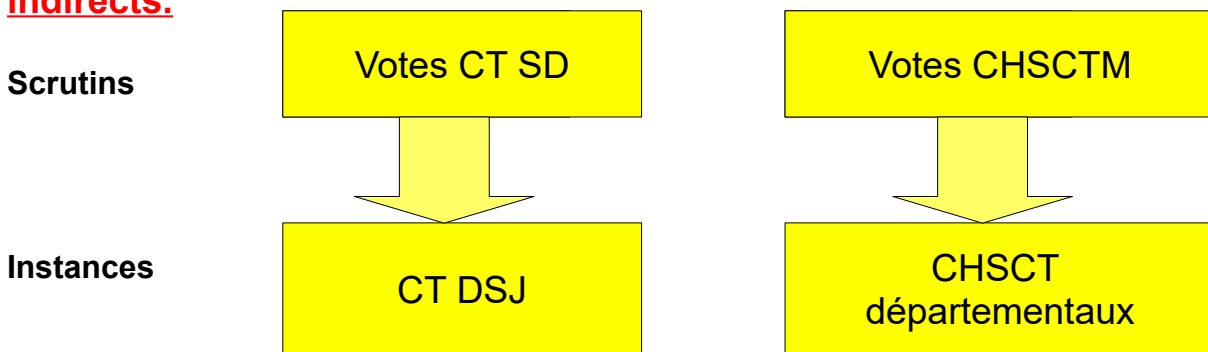 indirects:
Scrutins
Votes CT SD
Votes CHSCTM
Instances
CT DSJ
CHSCT
départementaux